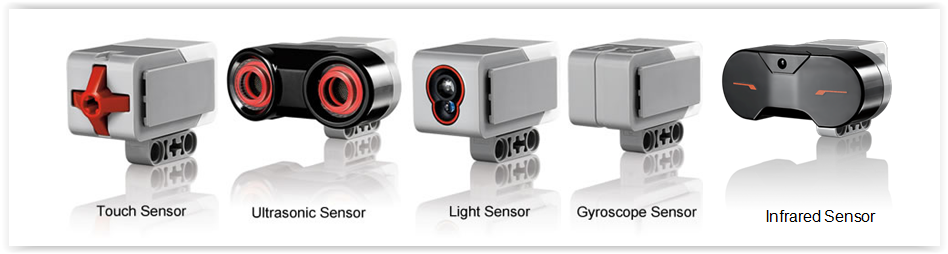 Touch Sensor
Ultrasonic Sensor
Light Sensor
Gyroscope Sensor
Infrared Sensor